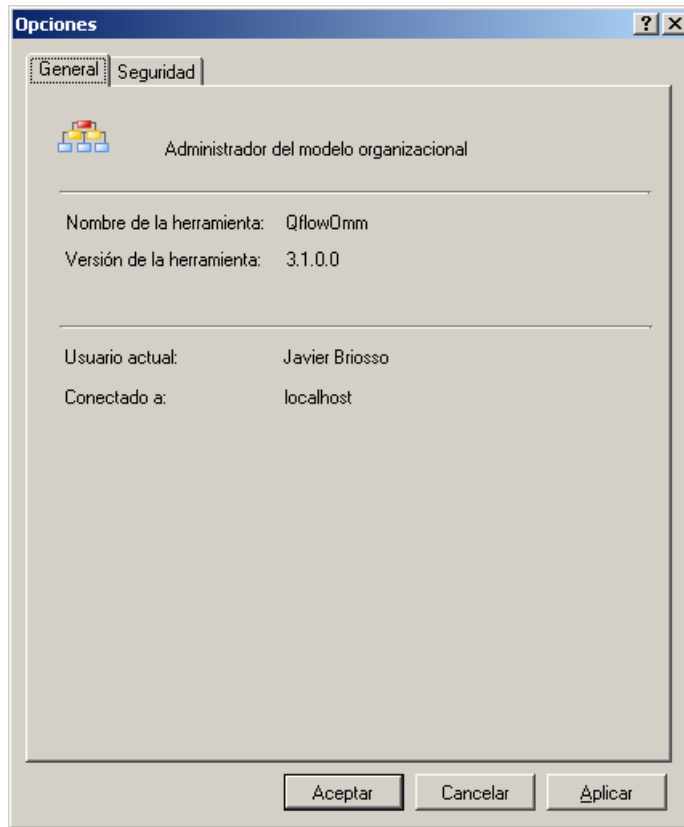 Opciones
General Seguridad
Administrador del modelo organizacional
Nombre de la herramienta: QflowOmm
Versión de la herramienta: 3.1.0.0
Usuario actual: Javier Briosso
Conectado a: localhost
Aceptar Cancelar Aplicar